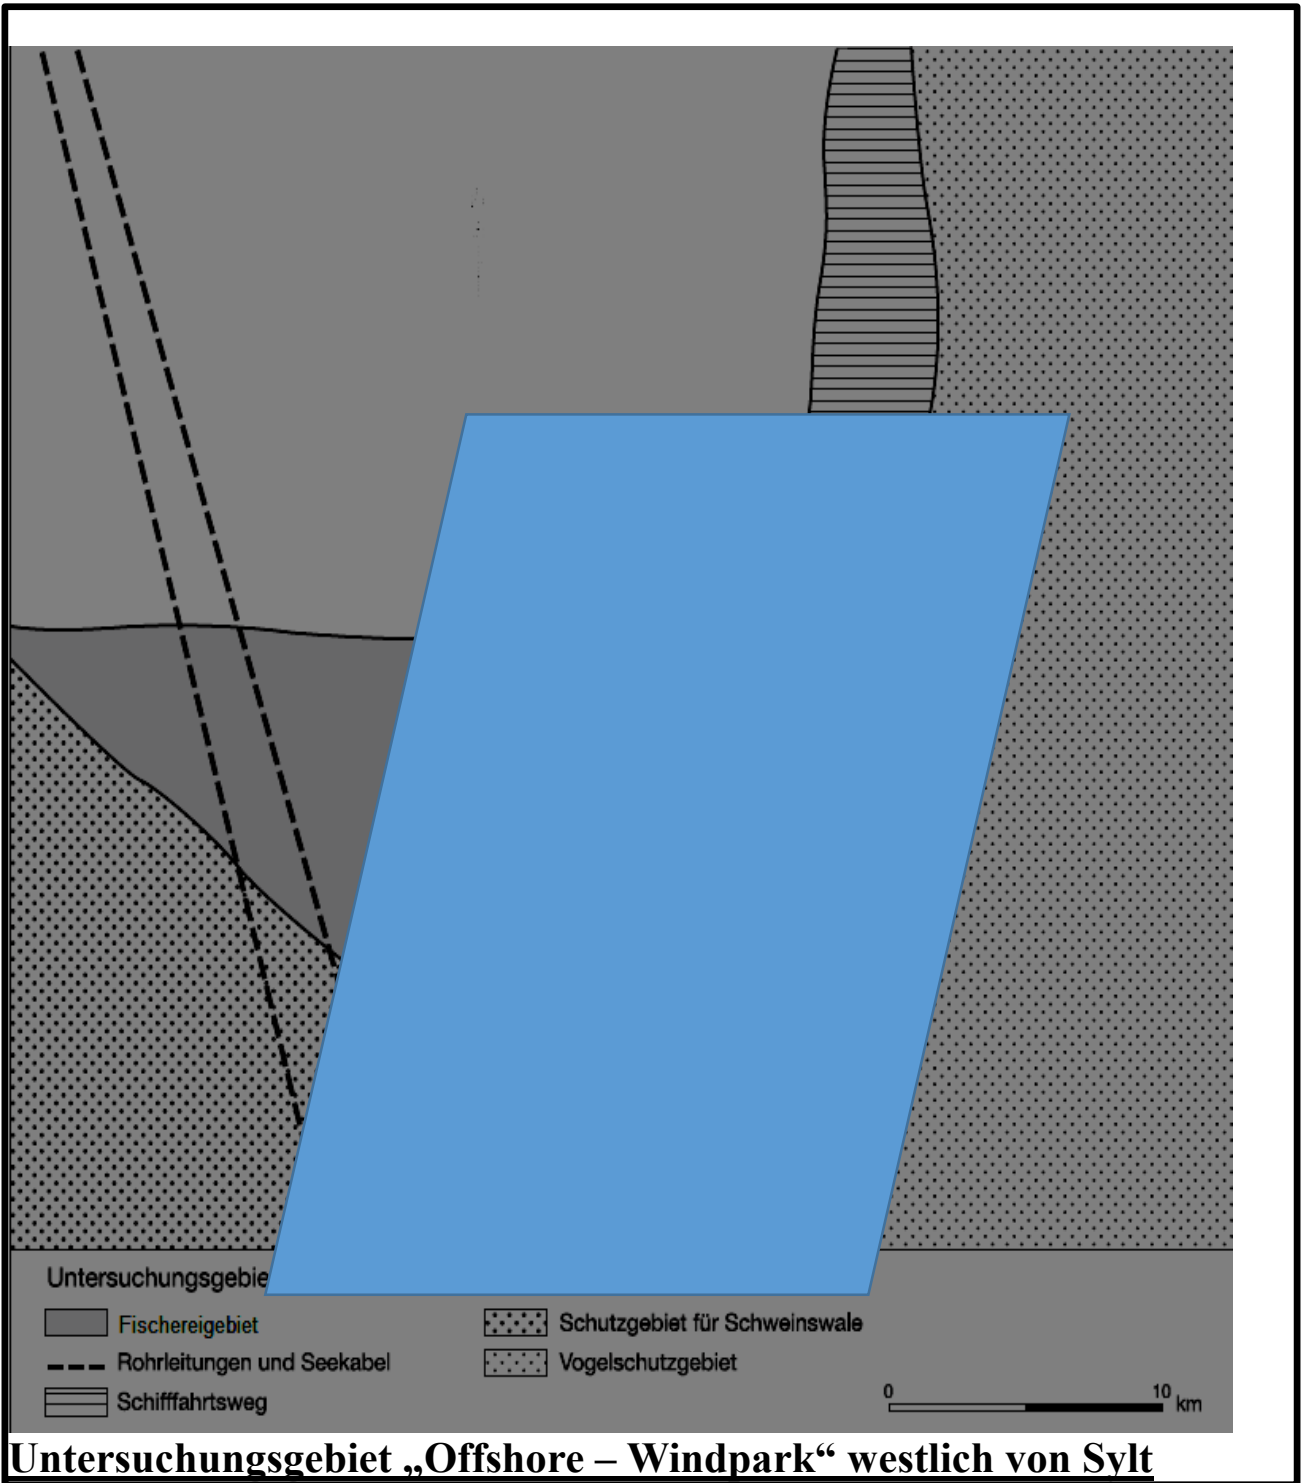 Untersuchungsgebie
Fischereigebiet
Rohrleitungen und Seekabel
Schifffahrtsweg
Schutzgebiet für Schweinswale
Vogelschutzgebiet
0 10 km
Untersuchungsgebiet „Offshore – Windpark“ westlich von Sylt